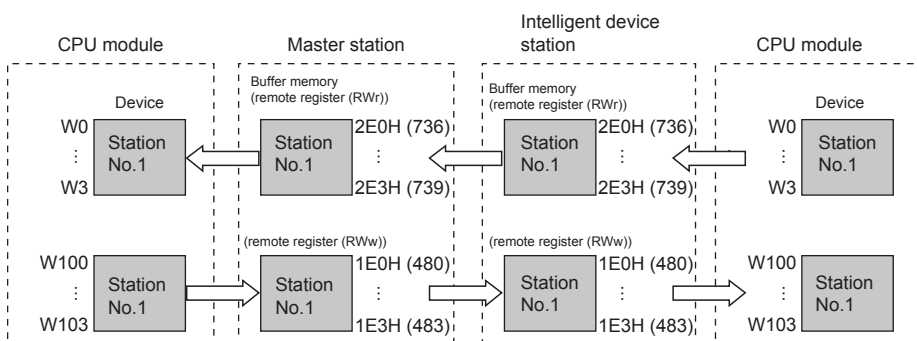 Intelligent device
station
CPU module
Master station
CPU module
Buffer memory
(remote register (RWr))
Buffer memory
(remote register (RWr))
Device
Device
W0
⋮
W3
Station
No.1
Station
No.1
2E0H (736)
⋮
2E3H (739)
Station
No.1
2E0H (736)
⋮
2E3H (739)
W0
⋮
W3
Station
No.1
(remote register (RWw))
(remote register (RWw))
W100
⋮
W103
Station
No.1
Station
No.1
1E0H (480)
⋮
1E3H (483)
Station
No.1
1E0H (480)
⋮
1E3H (483)
W100
⋮
W103
Station
No.1